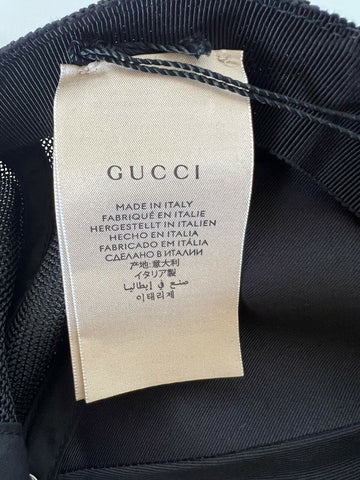 GUCCI
MADE IN ITALY
FABRIQUÉ EN ITALIE
HERGESTELLT IN ITALIEN
HECHO EN ITALIA
FABRICADO EM ITÁLIA
СДЕЛАНО В ИТАЛИИ
产地:意大利
イタリア製
صنع في إيطاليا
이태리제